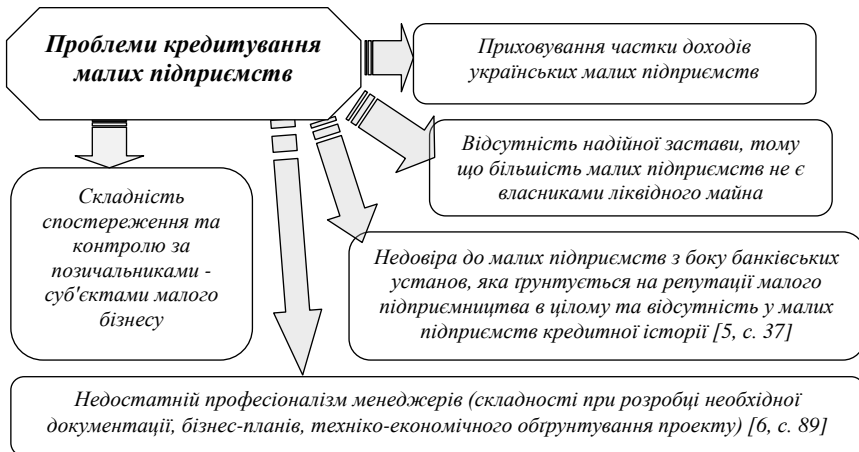 Проблеми кредитування
малих підприємств
Приховування частки доходів
українських малих підприємств
Відсутність надійної застави, тому
що більшість малих підприємств не є
власниками ліквідного майна
Складність
спостереження та
контролю за
позичальниками -
суб'єктами малого
бізнесу
Недовіра до малих підприємств з боку банківських
установ, яка ґрунтується на репутації малого
підприємництва в цілому та відсутність у малих
підприємств кредитної історії [5, с. 37]
Недостатній професіоналізм менеджерів (складності при розробці необхідної
документації, бізнес-планів, техніко-економічного обґрунтування проекту) [6, с. 89]